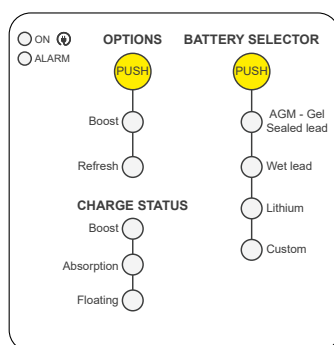 ON
ALARM
OPTIONS
PUSH
Boost
Refresh
CHARGE STATUS
Boost
Absorption
Floating
BATTERY SELECTOR
PUSH
AGM - Gel
Sealed lead
Wet lead
Lithium
Custom